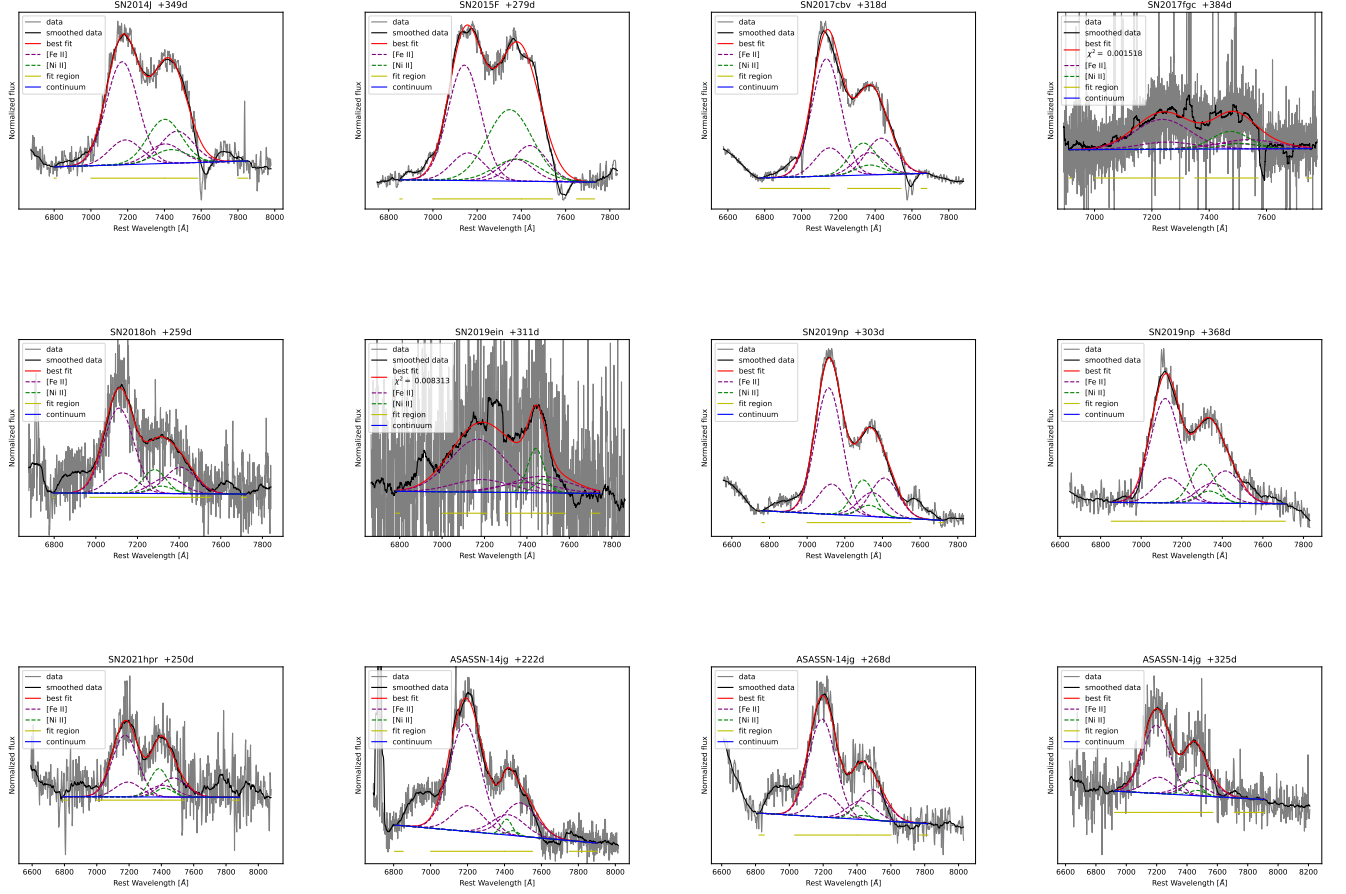 SN2014J +349d
data
smoothed data
best fit
[Fe II]
[Ni II]
fit region
continuum
Normalized flux
6800 7000 7200 7400 7600 7800 8000
Rest Wavelength [Å]
SN2015F +279d
data
smoothed data
best fit
[Fe II]
[Ni II]
fit region
continuum
Normalized flux
6800 7000 7200 7400 7600 7800
Rest Wavelength [Å]
SN2017cbv +318d
data
smoothed data
best fit
[Fe II]
[Ni II]
fit region
continuum
Normalized flux
6600 6800 7000 7200 7400 7600 7800
Rest Wavelength [Å]
SN2017fgc +384d
data
smoothed data
best fit
χ² = 0.001518
[Fe II]
[Ni II]
fit region
continuum
Normalized flux
7000 7200 7400 7600
Rest Wavelength [Å]
SN2018oh +259d
data
smoothed data
best fit
[Fe II]
[Ni II]
fit region
continuum
Normalized flux
6800 7000 7200 7400 7600 7800
Rest Wavelength [Å]
SN2019ein +311d
data
smoothed data
best fit
χ² = 0.008313
[Fe II]
[Ni II]
fit region
continuum
Normalized flux
6800 7000 7200 7400 7600 7800
Rest Wavelength [Å]
SN2019np +303d
data
smoothed data
best fit
[Fe II]
[Ni II]
fit region
continuum
Normalized flux
6600 6800 7000 7200 7400 7600 7800
Rest Wavelength [Å]
SN2019np +368d
data
smoothed data
best fit
[Fe II]
[Ni II]
fit region
continuum
Normalized flux
6600 6800 7000 7200 7400 7600 7800
Rest Wavelength [Å]
SN2021hpr +250d
data
smoothed data
best fit
[Fe II]
[Ni II]
fit region
continuum
Normalized flux
6600 6800 7000 7200 7400 7600 7800 8000
Rest Wavelength [Å]
ASASSN-14jg +222d
data
smoothed data
best fit
[Fe II]
[Ni II]
fit region
continuum
Normalized flux
6800 7000 7200 7400 7600 7800 8000
Rest Wavelength [Å]
ASASSN-14jg +268d
data
smoothed data
best fit
[Fe II]
[Ni II]
fit region
continuum
Normalized flux
6600 6800 7000 7200 7400 7600 7800 8000
Rest Wavelength [Å]
ASASSN-14jg +325d
data
smoothed data
best fit
[Fe II]
[Ni II]
fit region
continuum
Normalized flux
6600 6800 7000 7200 7400 7600 7800 8000 8200
Rest Wavelength [Å]